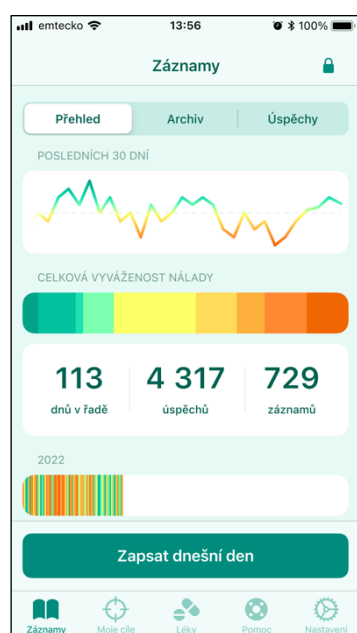 emtecko 13:56 100%
Záznamy
Přehled Archiv Úspěchy
POSLEDNÍCH 30 DNÍ
CELKOVÁ VYVÁŽENOST NÁLADY
113 4 317 729
dnů v řadě úspěchů záznamů
2022
Zapsat dnešní den
Záznamy Moje cíle Léky Pomoc Nastavení